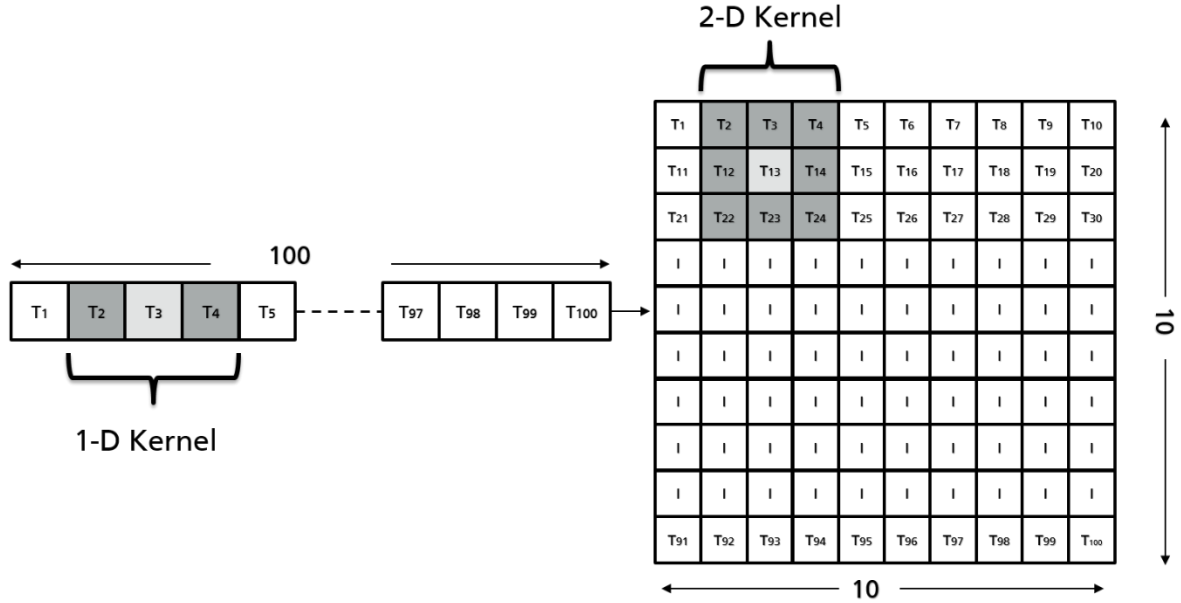 2-D Kernel
T1 T2 T3 T4 T5 T6 T7 T8 T9 T10
T11 T12 T13 T14 T15 T16 T17 T18 T19 T20
T21 T22 T23 T24 T25 T26 T27 T28 T29 T30
100
I I I I I I I I I I
T1 T2 T3 T4 T5 T97 T98 T99 T100
I I I I I I I I I I
10
I I I I I I I I I I
I I I I I I I I I I
1-D Kernel
I I I I I I I I I I
I I I I I I I I I I
T91 T92 T93 T94 T95 T96 T97 T98 T99 T100
10